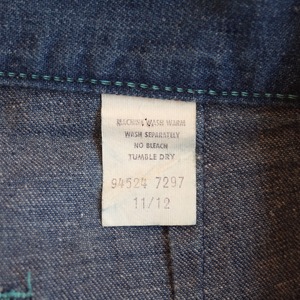 MACHINE WASH WARM
WASH SEPARATELY
NO BLEACH
TUMBLE DRY
94524 7297
11/12